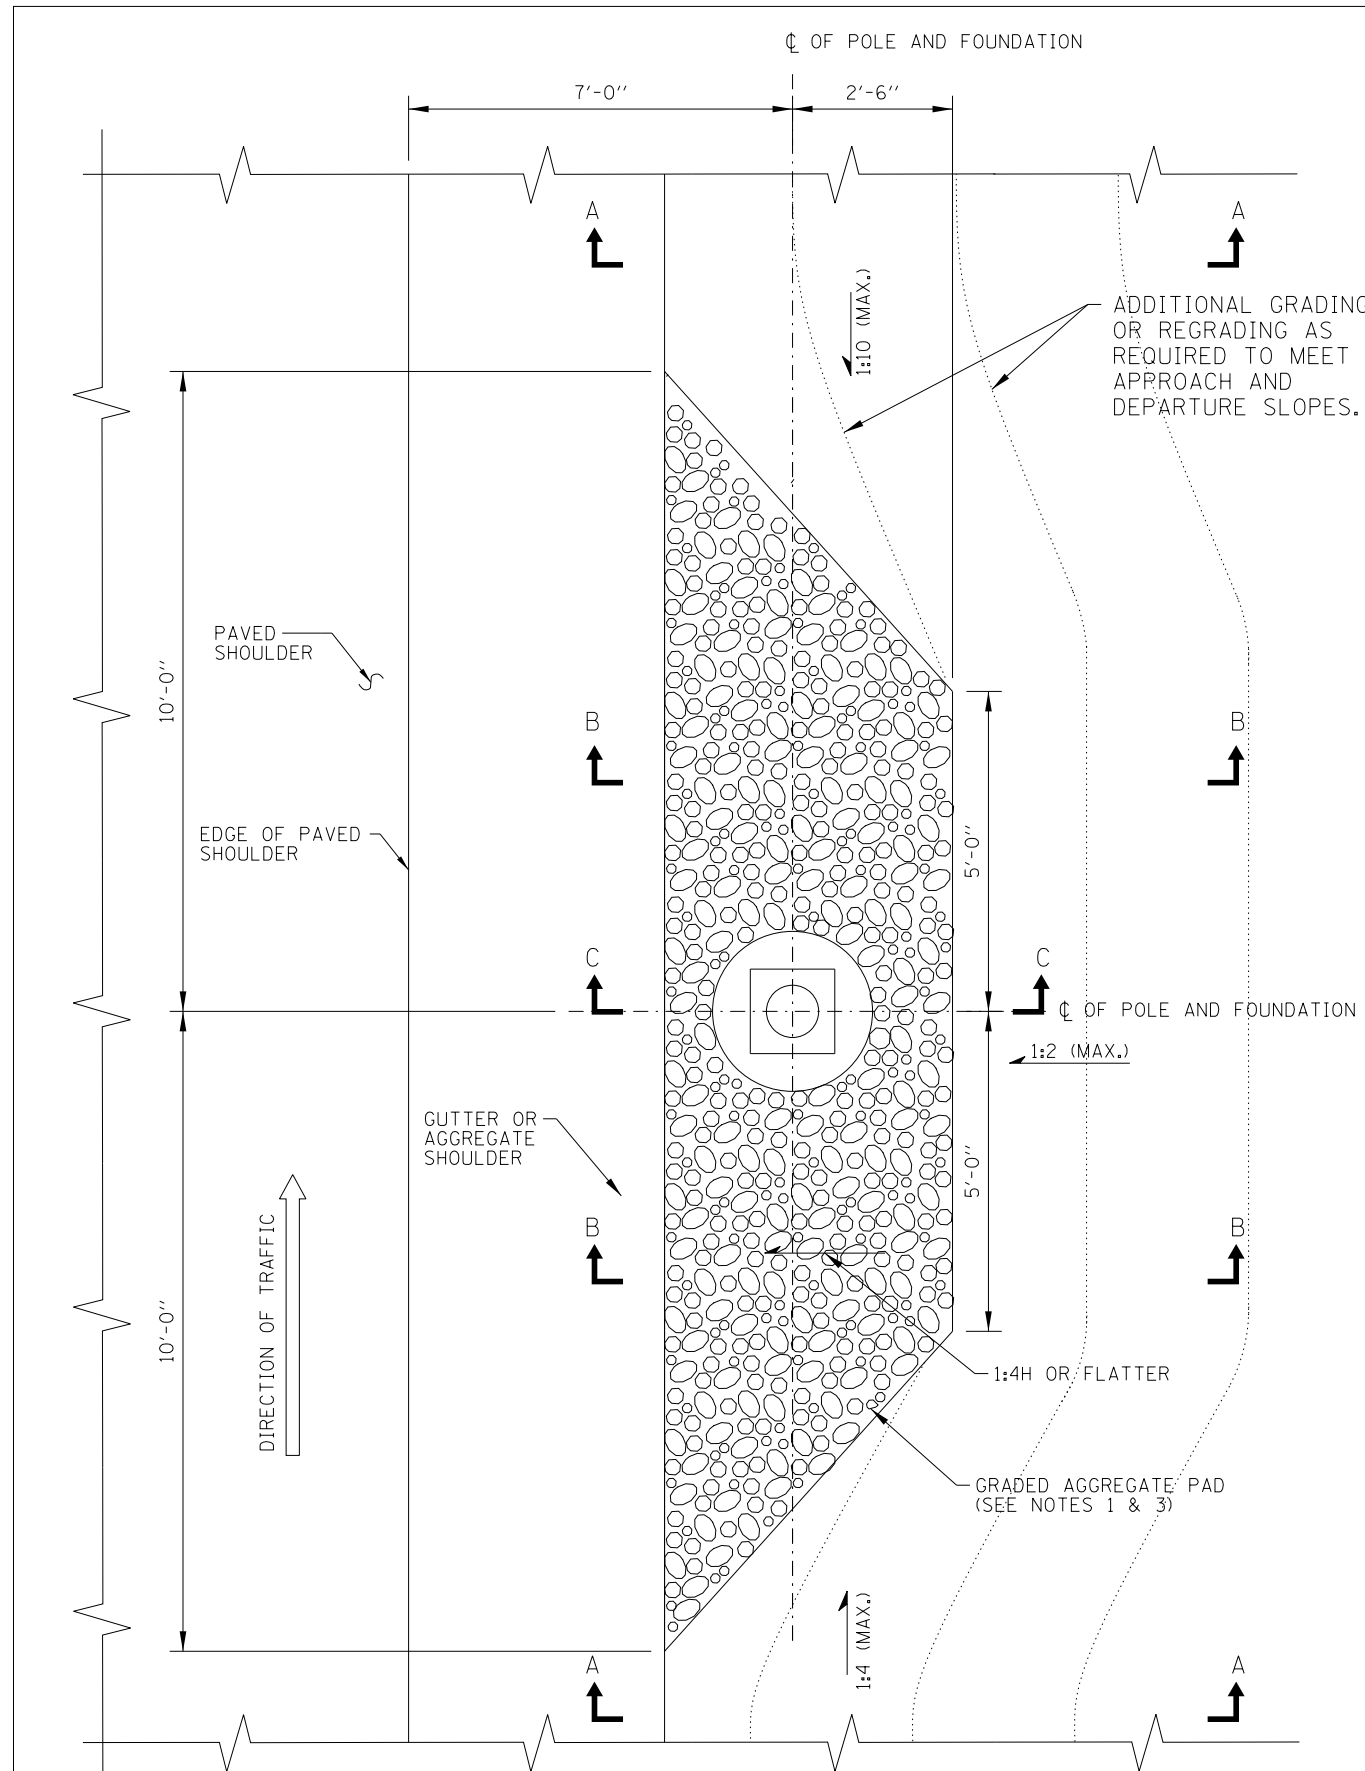 ℄ OF POLE AND FOUNDATION
7'-0"
2'-6"
A
A
1:10 (MAX.)
ADDITIONAL GRADING
OR REGRADING AS
REQUIRED TO MEET
APPROACH AND
DEPARTURE SLOPES.
PAVED
SHOULDER
10'-0"
B
B
EDGE OF PAVED
SHOULDER
5'-0"
C
C
℄ OF POLE AND FOUNDATION
1:2 (MAX.)
GUTTER OR
AGGREGATE
SHOULDER
5'-0"
DIRECTION OF TRAFFIC
B
B
10'-0"
1:4H OR FLATTER
GRADED AGGREGATE PAD
(SEE NOTES 1 & 3)
1:4 (MAX.)
A
A